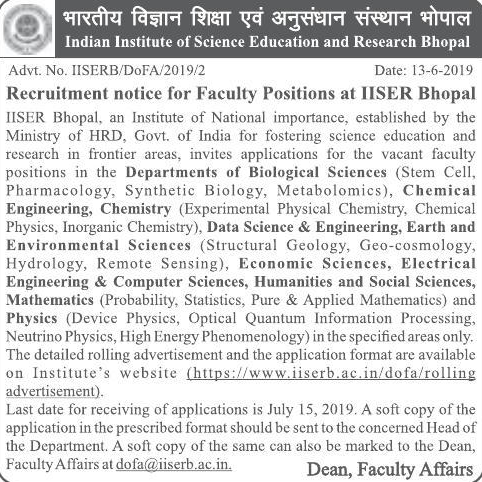 भारतीय विज्ञान शिक्षा एवं अनुसंधान संस्थान भोपाल
Indian Institute of Science Education and Research Bhopal
Advt. No. IISERB/DoFA/2019/2 Date: 13-6-2019
Recruitment notice for Faculty Positions at IISER Bhopal
IISER Bhopal, an Institute of National importance, established by the
Ministry of HRD, Govt. of India for fostering science education and
research in frontier areas, invites applications for the vacant faculty
positions in the Departments of Biological Sciences (Stem Cell,
Pharmacology, Synthetic Biology, Metabolomics), Chemical
Engineering, Chemistry (Experimental Physical Chemistry, Chemical
Physics, Inorganic Chemistry), Data Science & Engineering, Earth and
Environmental Sciences (Structural Geology, Geo-cosmology,
Hydrology, Remote Sensing), Economic Sciences, Electrical
Engineering & Computer Sciences, Humanities and Social Sciences,
Mathematics (Probability, Statistics, Pure & Applied Mathematics) and
Physics (Device Physics, Optical Quantum Information Processing,
Neutrino Physics, High Energy Phenomenology) in the specified areas only.
The detailed rolling advertisement and the application format are available
on Institute's website (https://www.iiserb.ac.in/dofa/rolling
advertisement).
Last date for receiving of applications is July 15, 2019. A soft copy of the
application in the prescribed format should be sent to the concerned Head of
the Department. A soft copy of the same can also be marked to the Dean,
Faculty Affairs at dofa@iiserb.ac.in.
Dean, Faculty Affairs